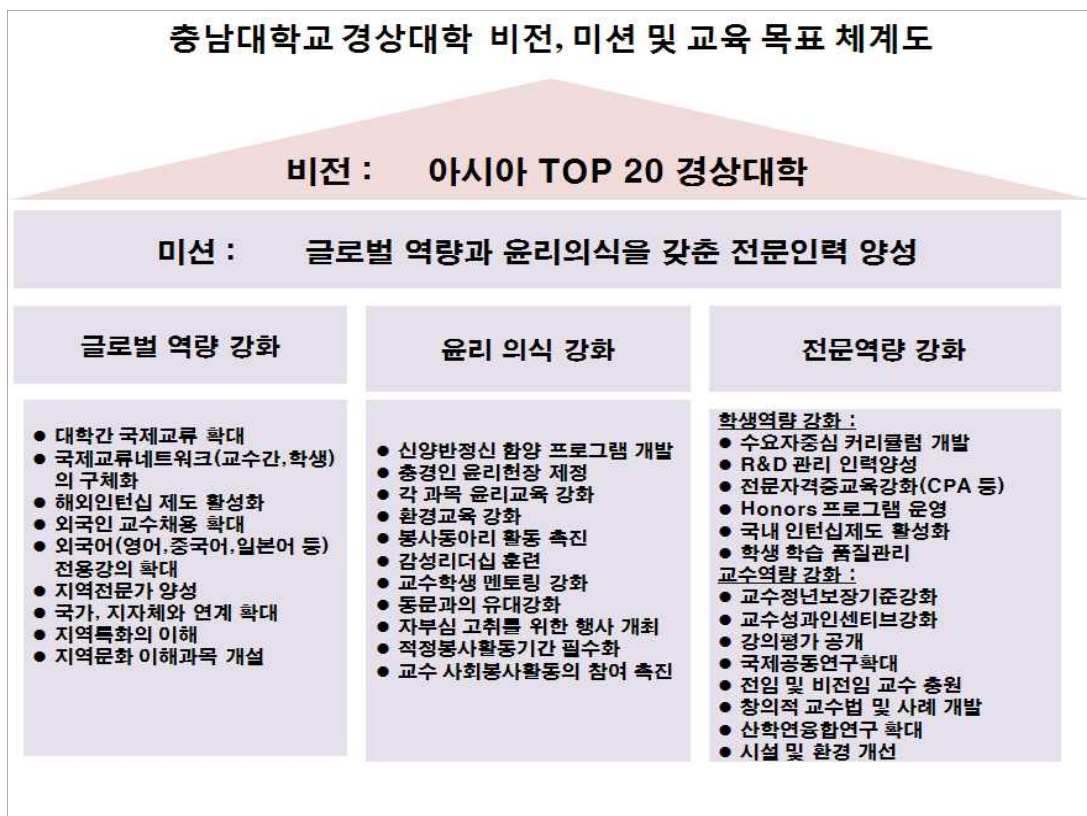 충남대학교 경상대학 비전, 미션 및 교육 목표 체계도
비전 : 아시아 TOP 20 경상대학
미션 : 글로벌 역량과 윤리의식을 갖춘 전문인력 양성
글로벌 역량 강화
● 대학간 국제교류 확대
● 국제교류네트워크(교수간,학생)
의 구체화
● 해외인턴십 제도 활성화
● 외국인 교수채용 확대
● 외국어(영어,중국어,일본어 등)
전용강의 확대
● 지역전문가 양성
● 국가, 지자체와 연계 확대
● 지역특화의 이해
● 지역문화 이해과목 개설
윤리 의식 강화
● 신양반정신 함양 프로그램 개발
● 충경인 윤리헌장 제정
● 각 과목 윤리교육 강화
● 환경교육 강화
● 봉사동아리 활동 촉진
● 감성리더십 훈련
● 교수학생 멘토링 강화
● 동문과의 유대강화
● 자부심 고취를 위한 행사 개최
● 적정봉사활동기간 필수화
● 교수 사회봉사활동의 참여 촉진
전문역량 강화
학생역량 강화 :
● 수요자중심 커리큘럼 개발
● R&D 관리 인력양성
● 전문자격증교육강화(CPA 등)
● Honors 프로그램 운영
● 국내 인턴십제도 활성화
● 학생 학습 품질관리
교수역량 강화 :
● 교수정년보장기준강화
● 교수성과인센티브강화
● 강의평가 공개
● 국제공동연구확대
● 전임 및 비전임 교수 충원
● 창의적 교수법 및 사례 개발
● 산학연융합연구 확대
● 시설 및 환경 개선